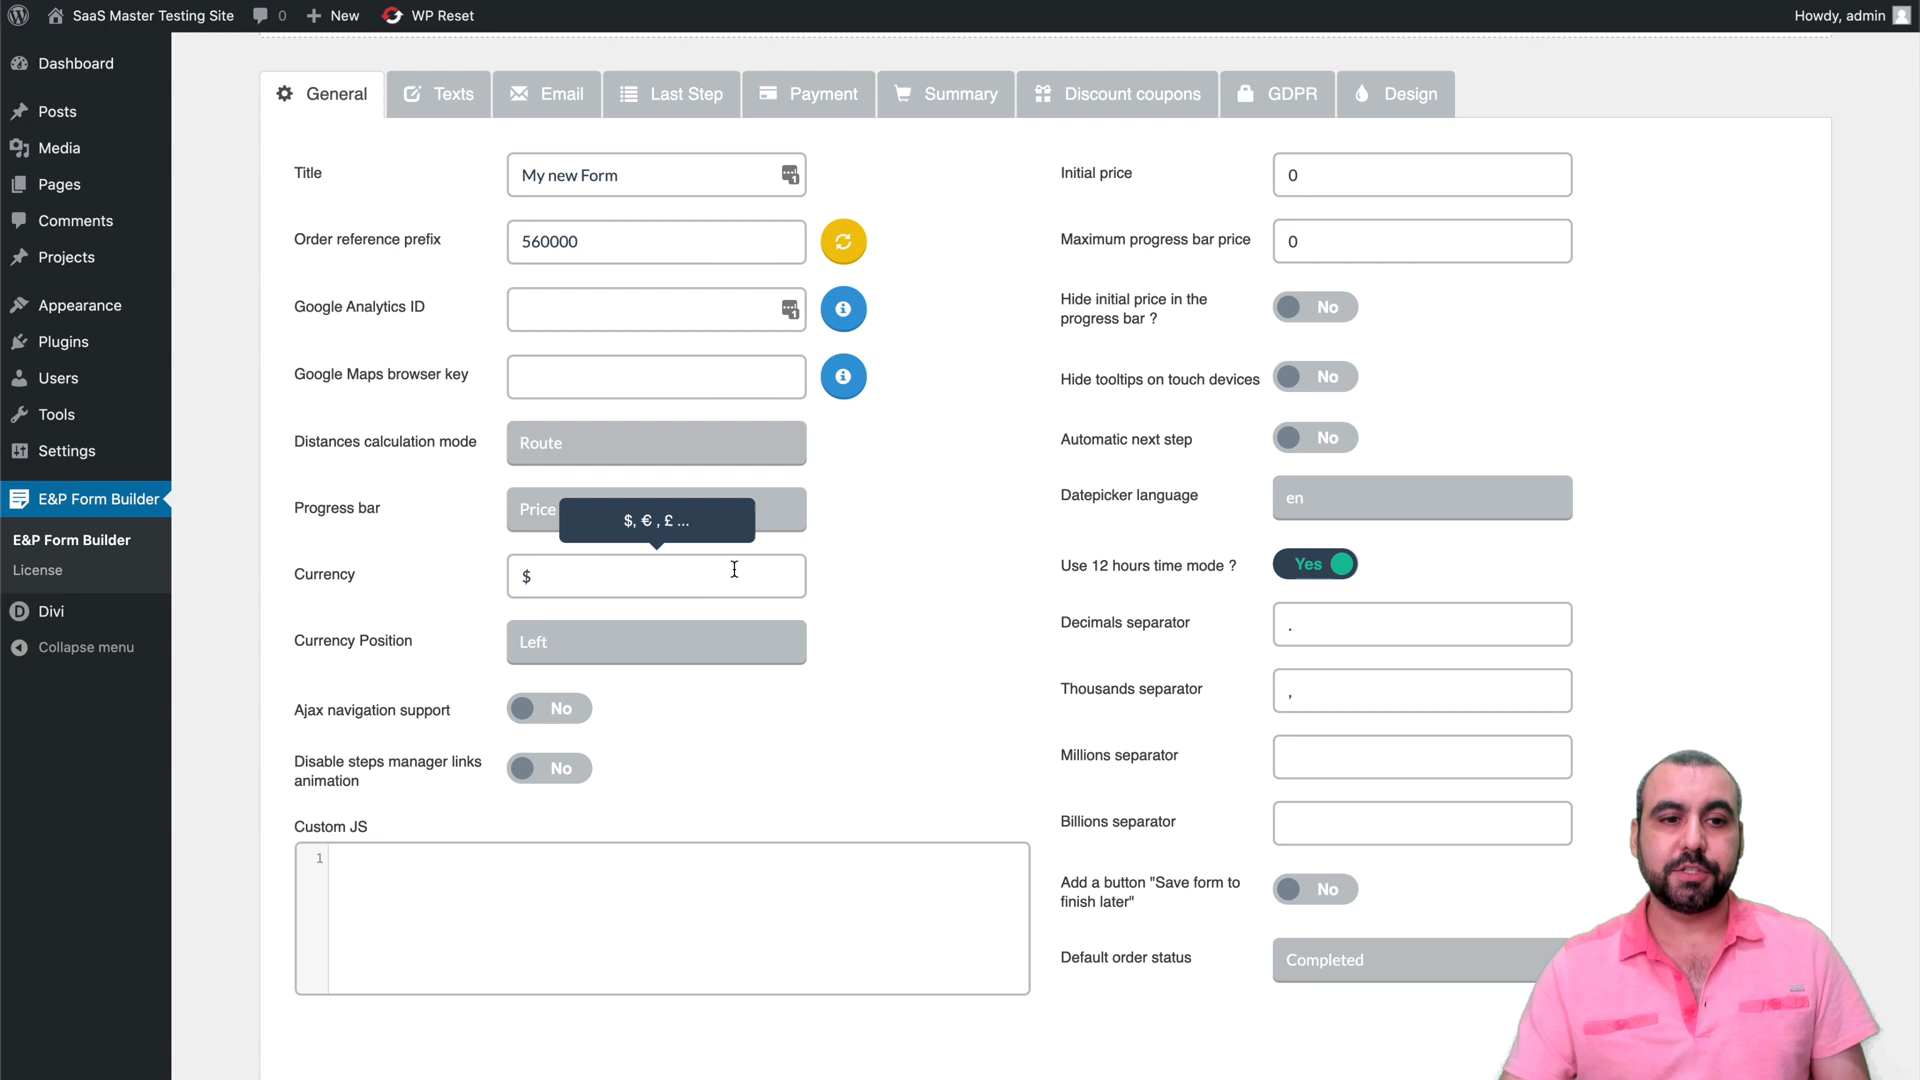 SaaS Master Testing Site
0
New
WP Reset
Howdy, admin
Dashboard
Posts
Media
Pages
Comments
Projects
Appearance
Plugins
Users
Tools
Settings
E&P Form Builder
E&P Form Builder
License
Divi
Collapse menu
General
Texts
Email
Last Step
Payment
Summary
Discount coupons
GDPR
Design
Title
My new Form
Order reference prefix
560000
Google Analytics ID
Google Maps browser key
Distances calculation mode
Route
Progress bar
Price
$, € , £ ...
Currency
$
Currency Position
Left
Ajax navigation support
No
Disable steps manager links
animation
No
Custom JS
1
Initial price
0
Maximum progress bar price
0
Hide initial price in the
progress bar ?
No
Hide tooltips on touch devices
No
Automatic next step
No
Datepicker language
en
Use 12 hours time mode ?
Yes
Decimals separator
.
Thousands separator
,
Millions separator
Billions separator
Add a button "Save form to
finish later"
No
Default order status
Completed